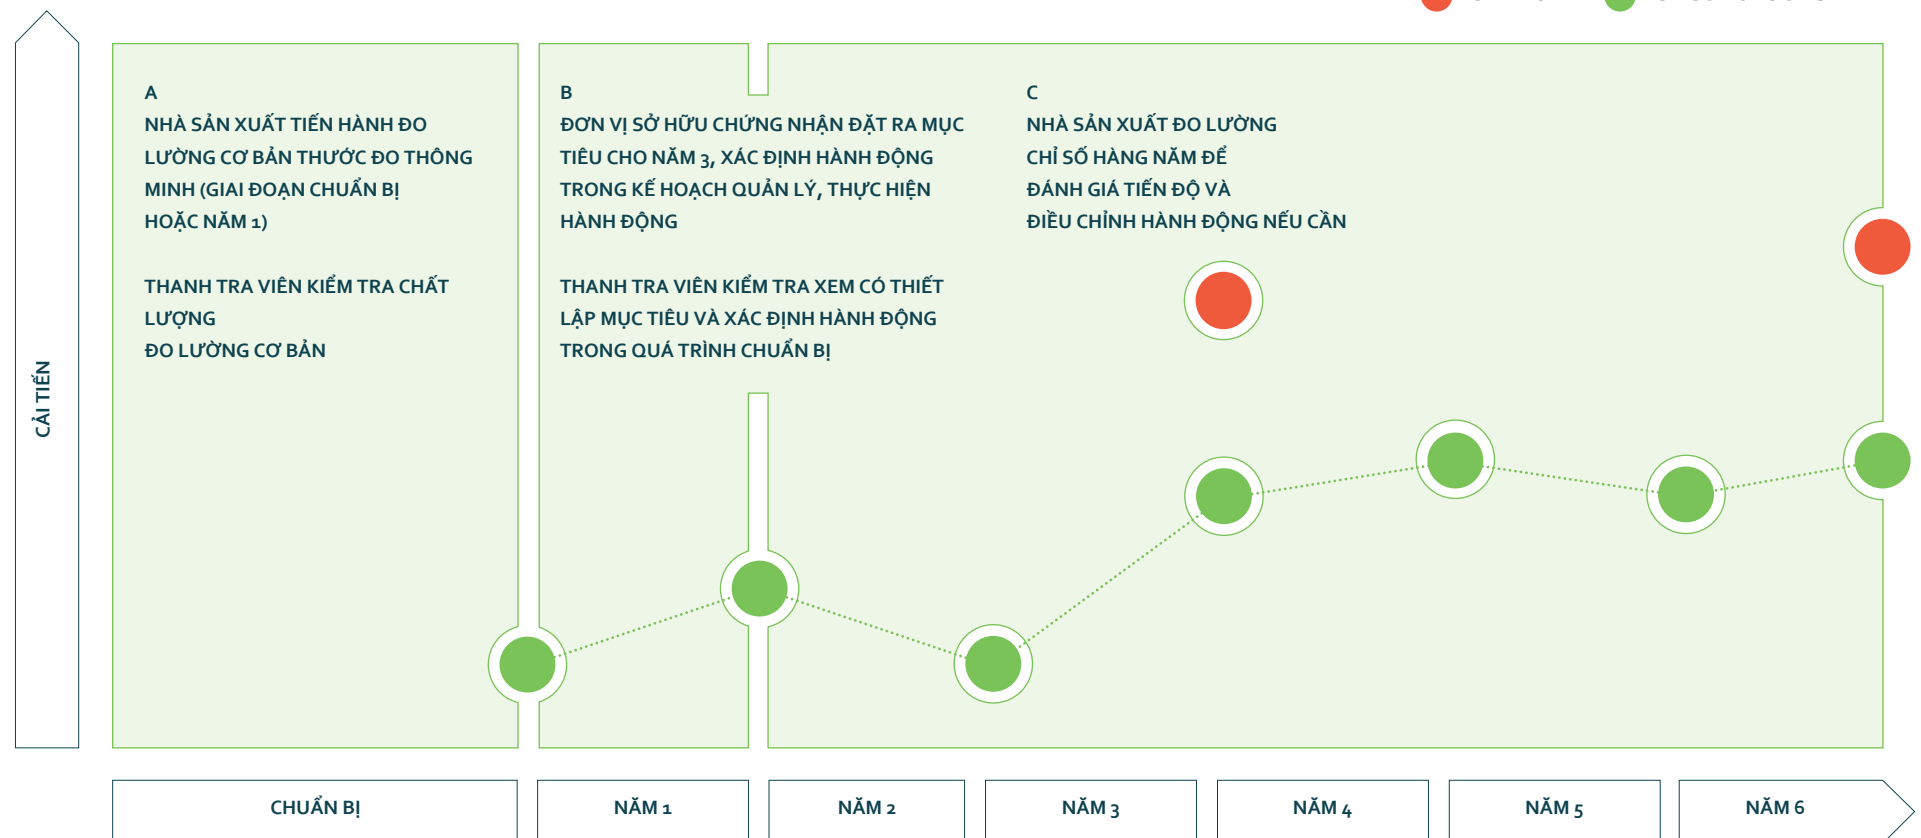 A
NHÀ SẢN XUẤT TIẾN HÀNH ĐO
LƯỜNG CƠ BẢN THƯỚC ĐO THÔNG
MINH (GIAI ĐOẠN CHUẨN BỊ
HOẶC NĂM 1)
THANH TRA VIÊN KIỂM TRA CHẤT
LƯỢNG
ĐO LƯỜNG CƠ BẢN
B
ĐƠN VỊ SỞ HỮU CHỨNG NHẬN ĐẶT RA MỤC
TIÊU CHO NĂM 3, XÁC ĐỊNH HÀNH ĐỘNG
TRONG KẾ HOẠCH QUẢN LÝ, THỰC HIỆN
HÀNH ĐỘNG
THANH TRA VIÊN KIỂM TRA XEM CÓ THIẾT
LẬP MỤC TIÊU VÀ XÁC ĐỊNH HÀNH ĐỘNG
TRONG QUÁ TRÌNH CHUẨN BỊ
C
NHÀ SẢN XUẤT ĐO LƯỜNG
CHỈ SỐ HÀNG NĂM ĐỂ
ĐÁNH GIÁ TIẾN ĐỘ VÀ
ĐIỀU CHỈNH HÀNH ĐỘNG NẾU CẦN
CẢI TIẾN
CHUẨN BỊ
NĂM 1
NĂM 2
NĂM 3
NĂM 4
NĂM 5
NĂM 6